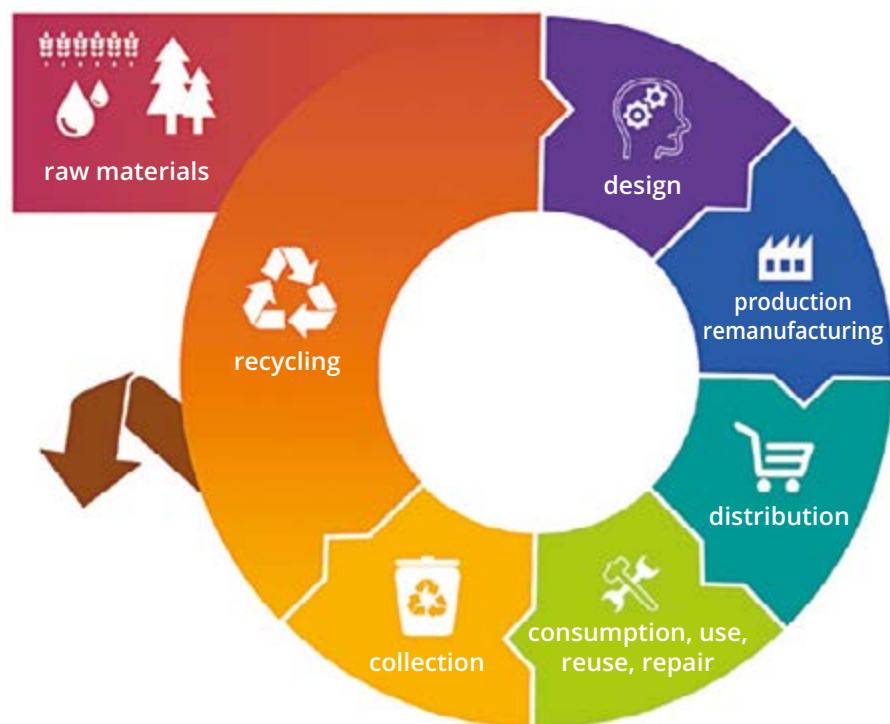 raw materials
design
production
remanufacturing
distribution
consumption, use,
reuse, repair
collection
recycling